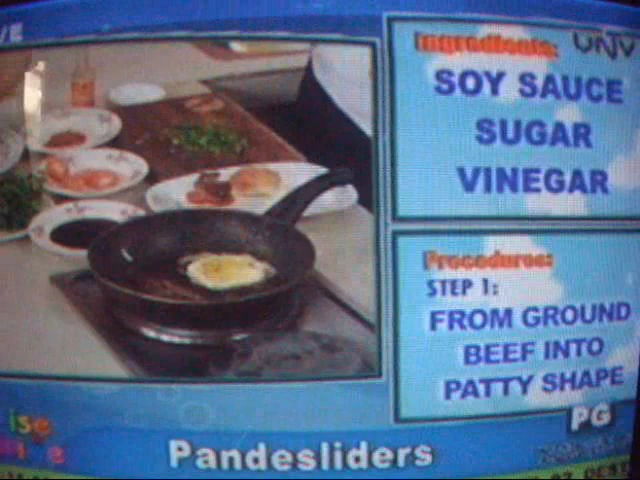 Ingredients:
UNTV
SOY SAUCE
SUGAR
VINEGAR
Procedures:
STEP 1:
FROM GROUND
BEEF INTO
PATTY SHAPE
PG
Pandesliders